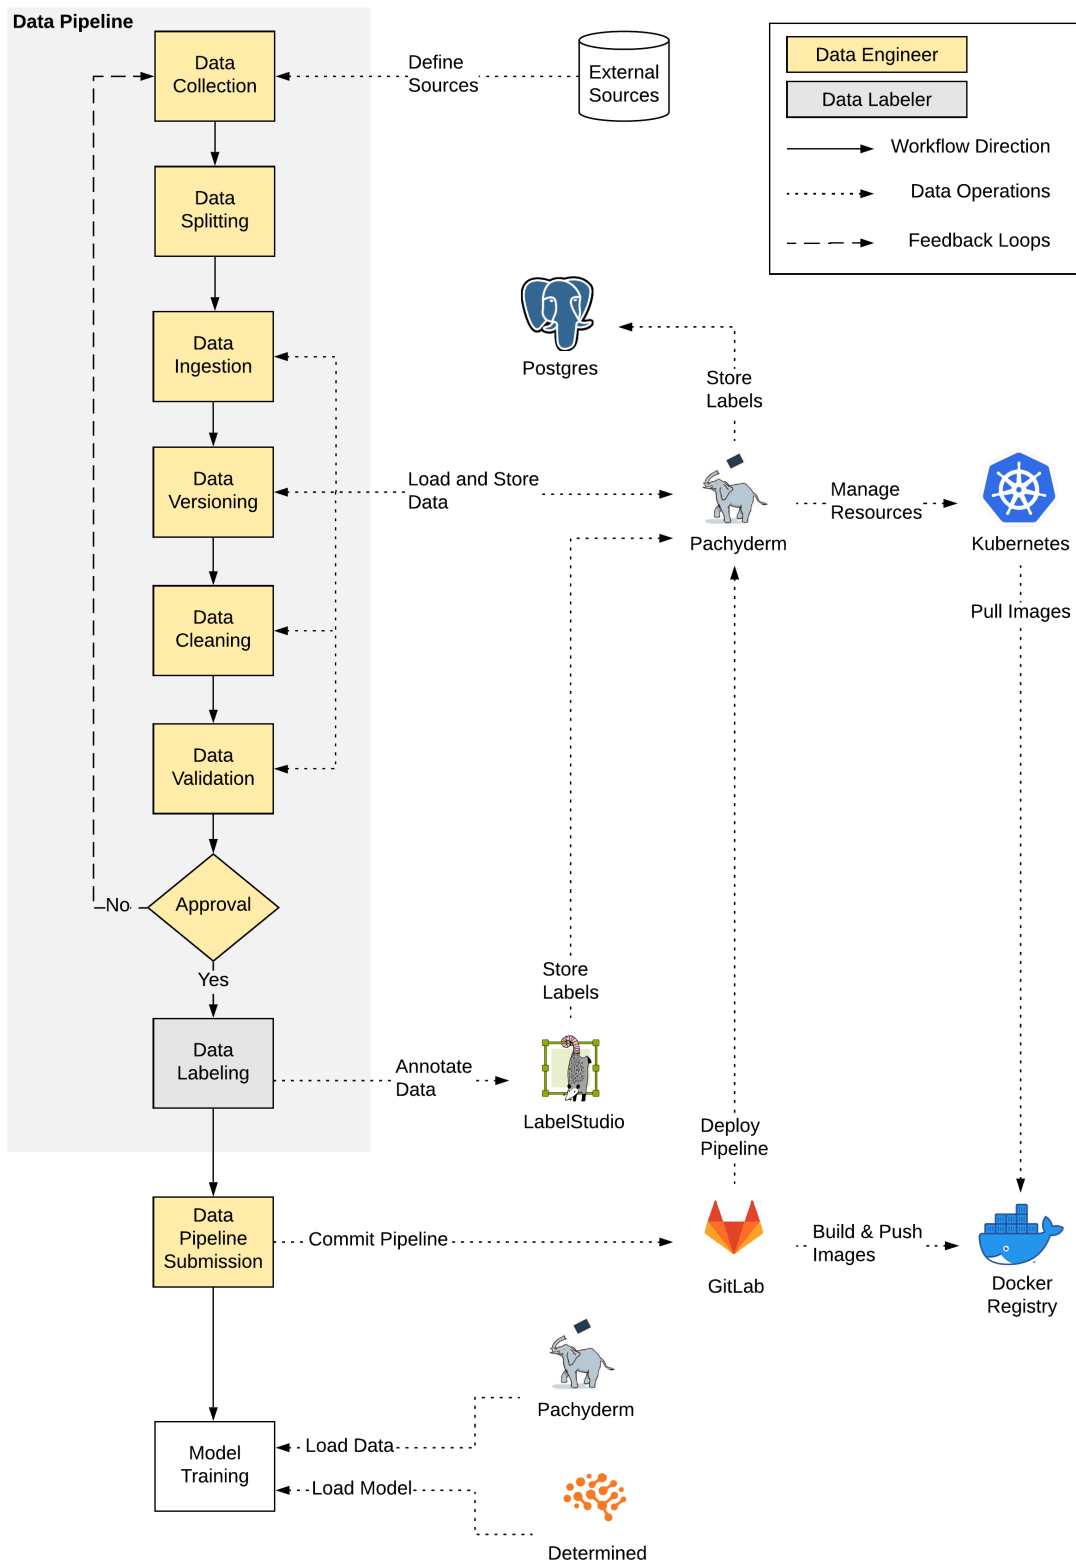 Data Pipeline
Data
Collection
Define
Sources
External
Sources
Data Engineer
Data Labeler
Workflow Direction
Data Operations
Feedback Loops
Data
Splitting
Data
Ingestion
Postgres
Store
Labels
Data
Versioning
Load and Store
Data
Pachyderm
Manage
Resources
Kubernetes
Pull Images
Data
Cleaning
Data
Validation
Approval
No
Yes
Store
Labels
Data
Labeling
Annotate
Data
LabelStudio
Deploy
Pipeline
Data
Pipeline
Submission
Commit Pipeline
GitLab
Build & Push
Images
Docker
Registry
Pachyderm
Model
Training
Load Data
Load Model
Determined